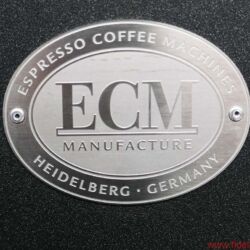 ESPRESSO COFFEE MACHINES
ECM
MANUFACTURE
HEIDELBERG · GERMANY